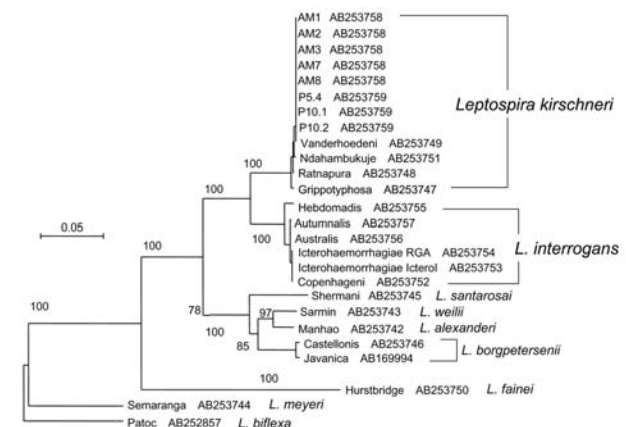 AM1 AB253758
AM2 AB253758
AM3 AB253758
AM7 AB253758
AM8 AB253758
P5.4 AB253759
Leptospira kirschneri
P10.1 AB253759
P10.2 AB253759
Vanderhoedeni AB253749
Ndahambukuje AB253751
100
Ratnapura AB253748
100
Grippotyphosa AB253747
Hebdomadis AB253755
Autumnalis AB253757
0.05
100
Australis AB253756
100
Icterohaemorrhagiae RGA AB253754
L. interrogans
Icterohaemorrhagiae Icterol AB253753
Copenhageni AB253752
Shermani AB253745 L. santarosai
100
78
97
Sarmin AB253743 L. weilii
100
Manhao AB253742 L. alexanderi
85
Castellonis AB253746
L. borgpetersenii
Javanica AB169994
100
Hurstbridge AB253750 L. fainei
Semaranga AB253744 L. meyeri
Patoc AB252857 L. biflexa